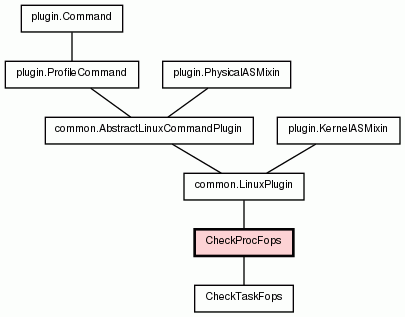 plugin.Command
plugin.ProfileCommand
plugin.PhysicalASMixin
common.AbstractLinuxCommandPlugin
plugin.KernelASMixin
common.LinuxPlugin
CheckProcFops
CheckTaskFops